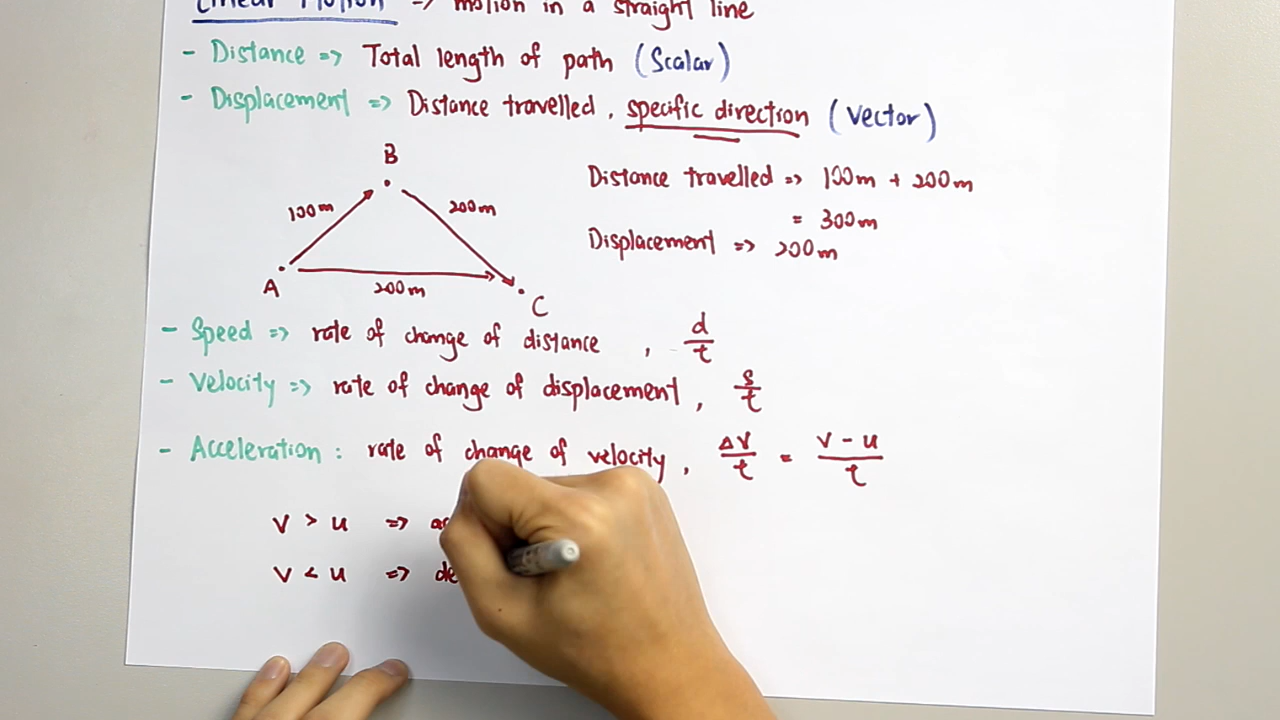 Linear Motion => motion in a straight line
- Distance => Total length of path (Scalar)
- Displacement => Distance travelled, specific direction (Vector)
B
100m
200m
A
200m
C
Distance travelled => 100m + 200m
= 300m
Displacement => 200m
- Speed => rate of change of distance , d/t
- Velocity => rate of change of displacement, s/t
- Acceleration : rate of change of velocity, ΔV/t = V - u/t
V > u =>
V < u => de